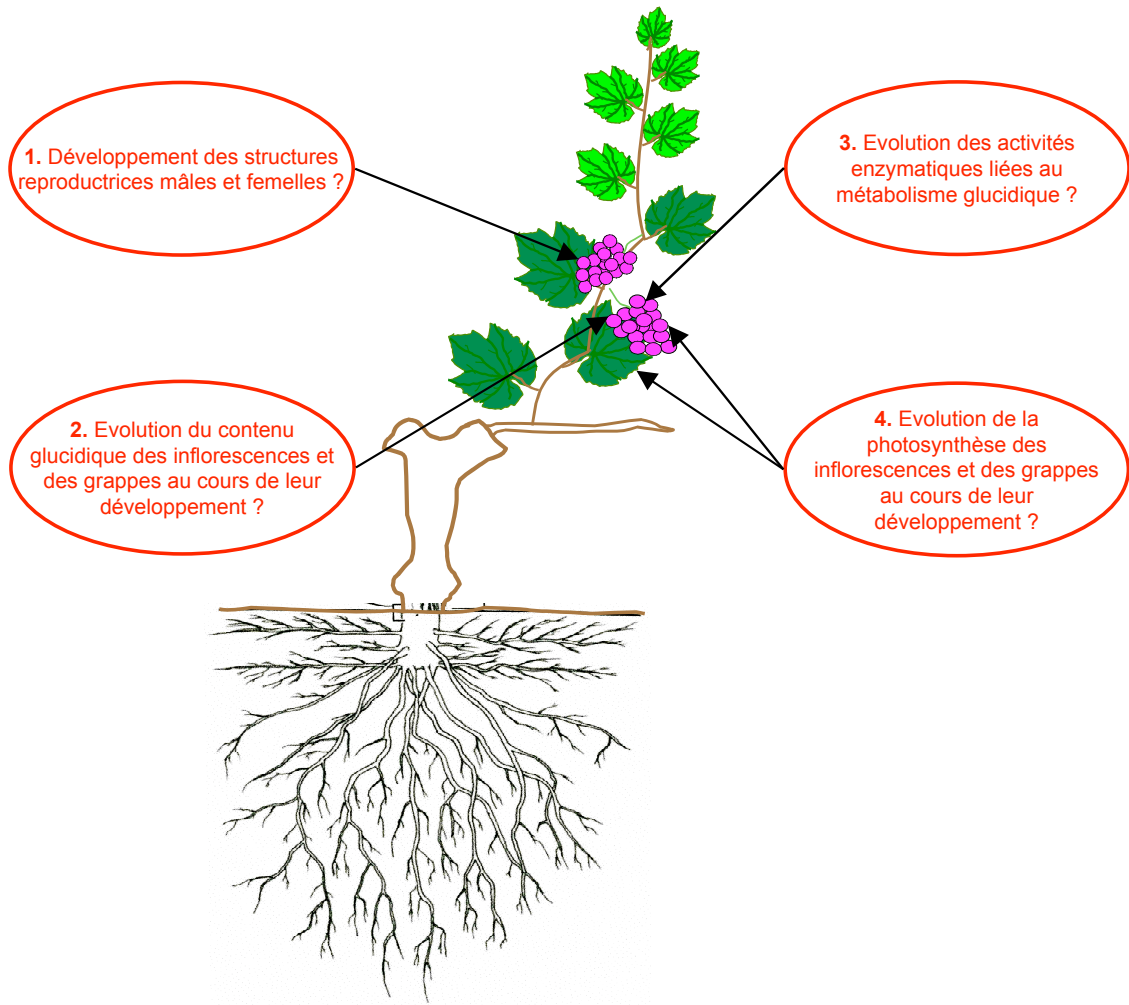 1. Développement des structures
reproductrices mâles et femelles ?
3. Evolution des activités
enzymatiques liées au
métabolisme glucidique ?
2. Evolution du contenu
glucidique des inflorescences et
des grappes au cours de leur
développement ?
4. Evolution de la
photosynthèse des
inflorescences et des grappes
au cours de leur
développement ?